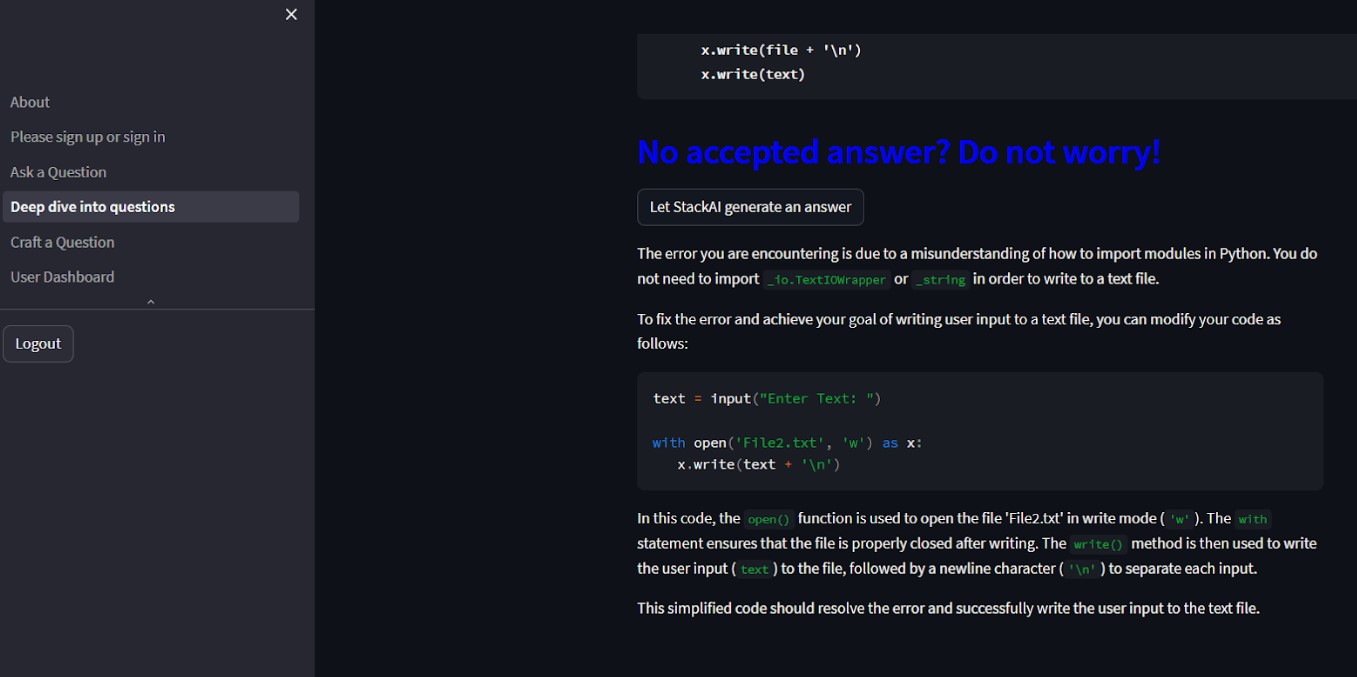 ×
About
Please sign up or sign in
Ask a Question
Deep dive into questions
Craft a Question
User Dashboard
Logout
x.write(file + '\n')
x.write(text)
No accepted answer? Do not worry!
Let StackAI generate an answer
The error you are encountering is due to a misunderstanding of how to import modules in Python. You do
not need to import _io.TextIOWrapper or _string in order to write to a text file.
To fix the error and achieve your goal of writing user input to a text file, you can modify your code as
follows:
text = input("Enter Text: ")
with open('File2.txt', 'w') as x:
x.write(text + '\n')
In this code, the open() function is used to open the file 'File2.txt' in write mode ( 'w' ). The with
statement ensures that the file is properly closed after writing. The write() method is then used to write
the user input ( text ) to the file, followed by a newline character ( '\n' ) to separate each input.
This simplified code should resolve the error and successfully write the user input to the text file.